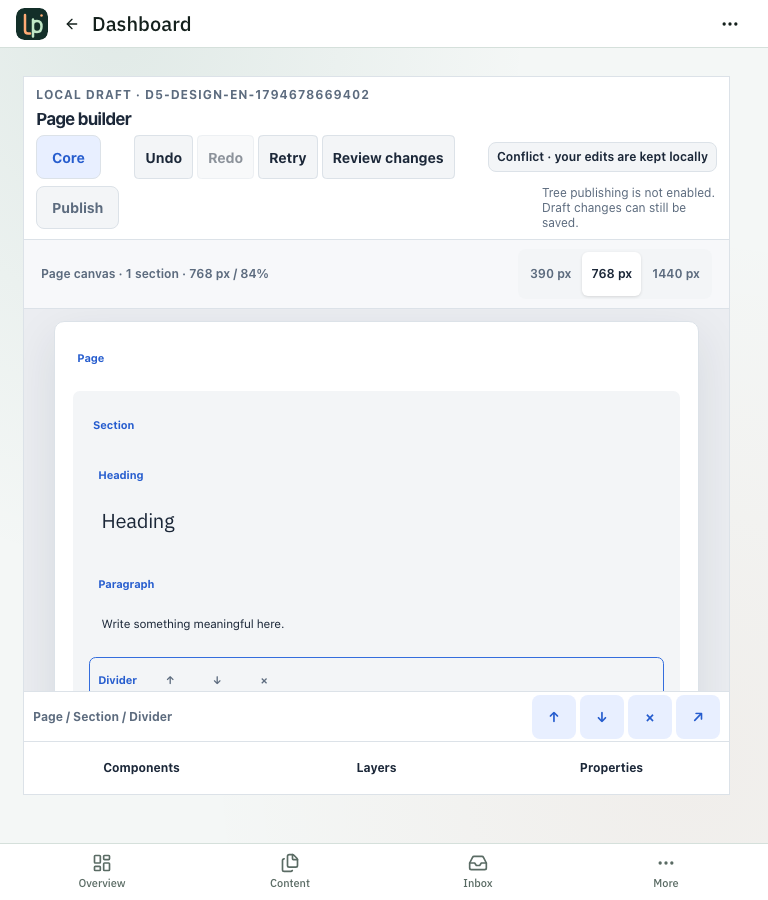 lp
← Dashboard
LOCAL DRAFT · D5-DESIGN-EN-1794678669402
Page builder
Core
Undo
Redo
Retry
Review changes
Conflict · your edits are kept locally
Publish
Tree publishing is not enabled.
Draft changes can still be
saved.
Page canvas · 1 section · 768 px / 84%
390 px
768 px
1440 px
Page
Section
Heading
Heading
Paragraph
Write something meaningful here.
Divider ↑ ↓ ×
Page / Section / Divider
↑ ↓ × ↗
Components
Layers
Properties
Overview
Content
Inbox
More